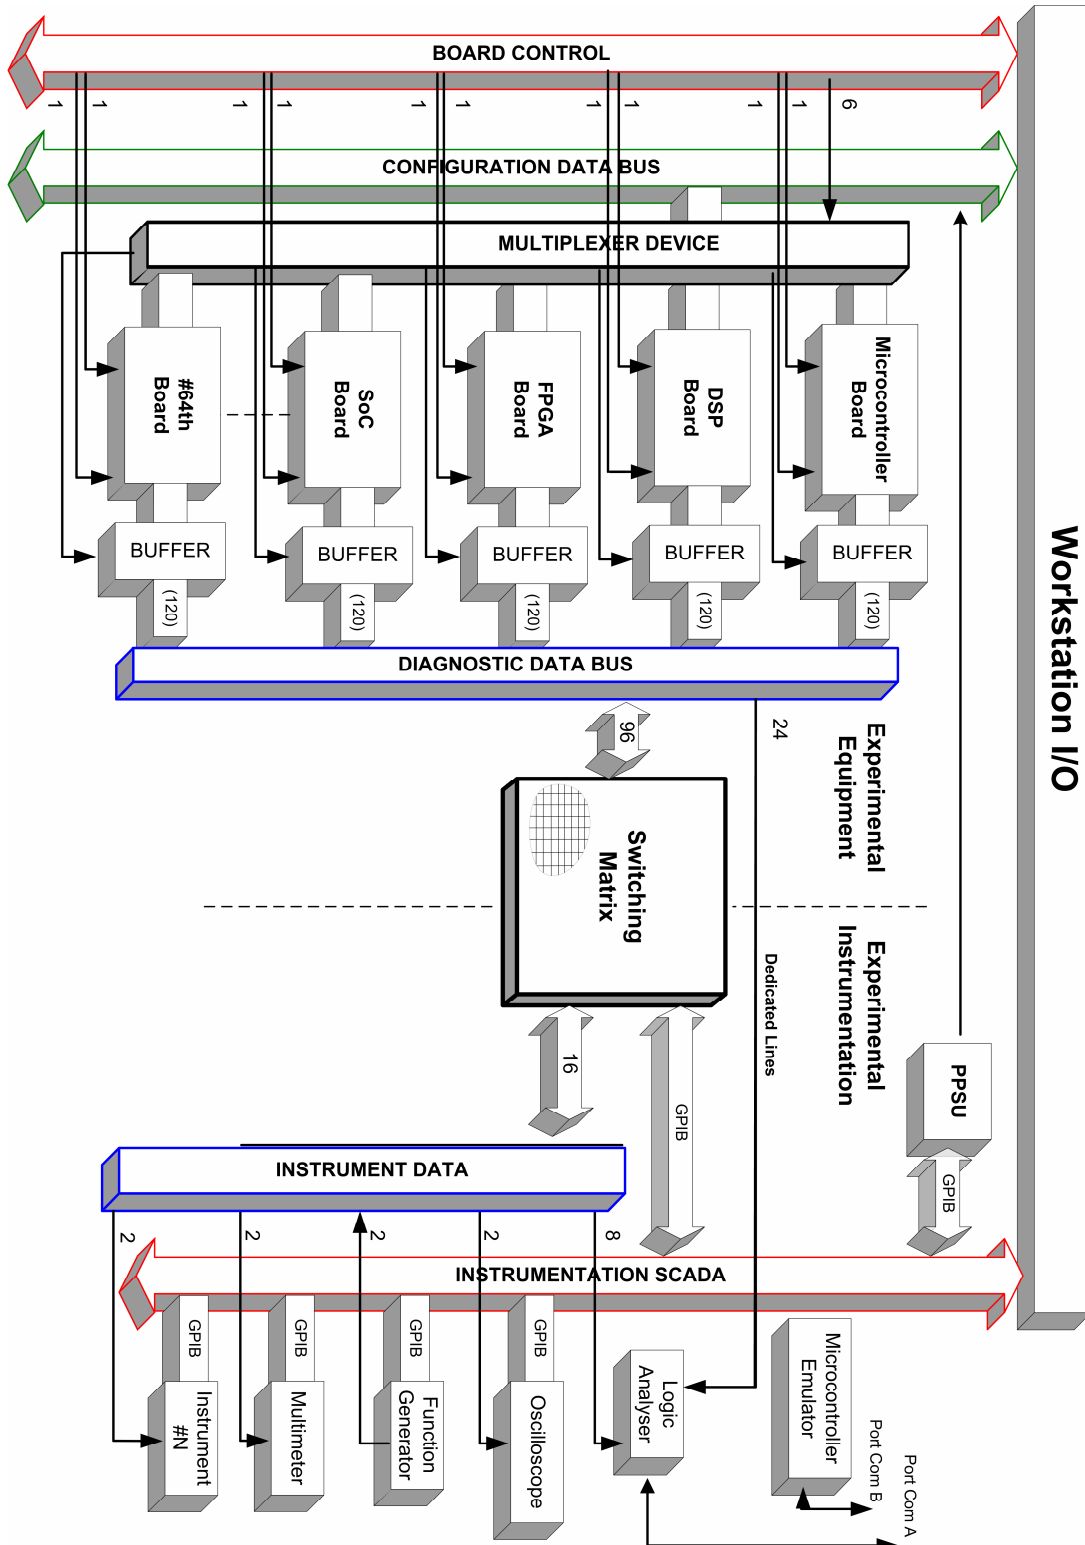 BOARD CONTROL
1
1
1
1
1
1
1
1
1
1
6
CONFIGURATION DATA BUS
MULTIPLEXER DEVICE
#64th
Board
SoC
Board
FPGA
Board
DSP
Board
Microcontroller
Board
BUFFER
BUFFER
BUFFER
BUFFER
BUFFER
(120)
(120)
(120)
(120)
(120)
DIAGNOSTIC DATA BUS
96
24
Experimental
Equipment
Workstation I/O
Switching
Matrix
Experimental
Instrumentation
Dedicated Lines
16
GPIB
PPSU
GPIB
INSTRUMENT DATA
2
2
2
2
8
INSTRUMENTATION SCADA
GPIB
GPIB
GPIB
Instrument
#N
Multimeter
Function
Generator
Oscilloscope
Logic
Analyser
Microcontroller
Emulator
Port Com B
Port Com A